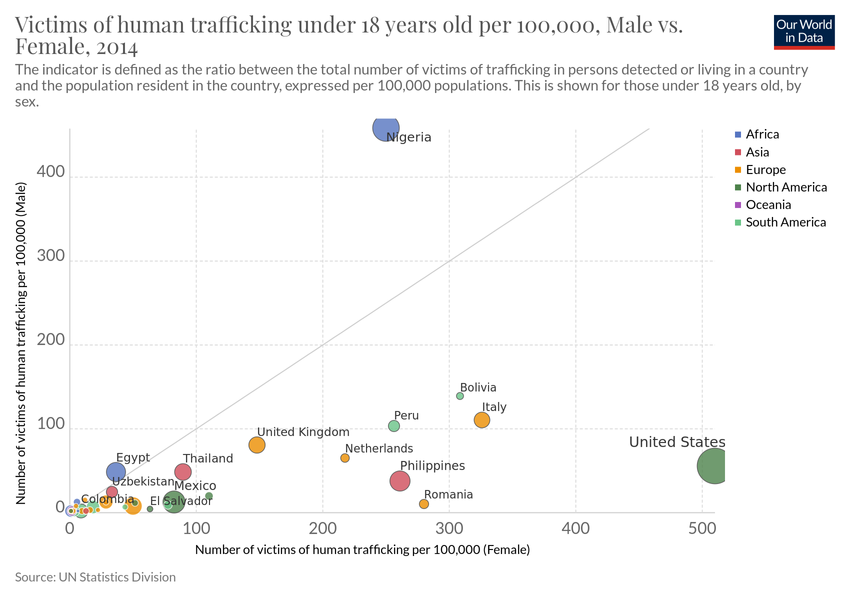 Victims of human trafficking under 18 years old per 100,000, Male vs.
Female, 2014
Our World
in Data
The indicator is defined as the ratio between the total number of victims of trafficking in persons detected or living in a country
and the population resident in the country, expressed per 100,000 populations. This is shown for those under 18 years old, by
sex.
Number of victims of human trafficking per 100,000 (Male)
400
300
200
100
0
Nigeria
Bolivia
Italy
Peru
United Kingdom
United States
Netherlands
Egypt
Thailand
Philippines
Uzbekistan
Mexico
Romania
Colombia
El Salvador
0
100
200
300
400
500
Number of victims of human trafficking per 100,000 (Female)
Africa
Asia
Europe
North America
Oceania
South America
Source: UN Statistics Division